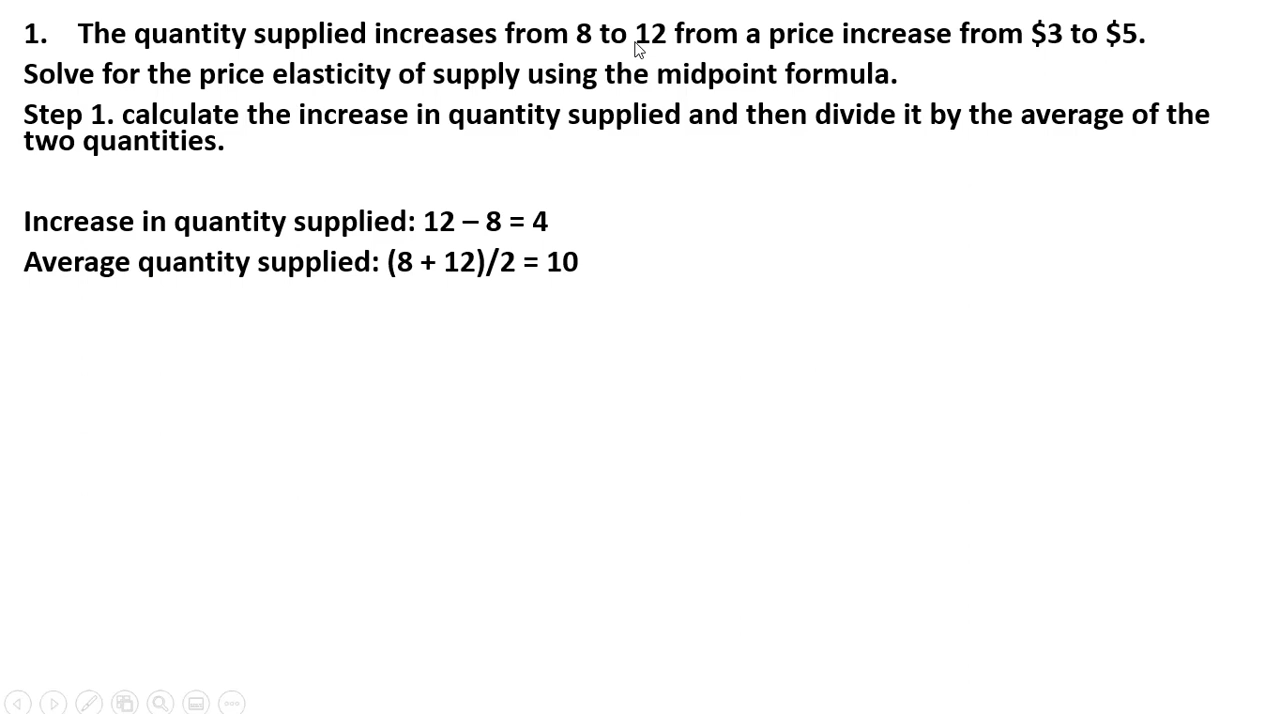 1. The quantity supplied increases from 8 to 12 from a price increase from $3 to $5.
Solve for the price elasticity of supply using the midpoint formula.
Step 1. calculate the increase in quantity supplied and then divide it by the average of the
two quantities.
Increase in quantity supplied: 12 – 8 = 4
Average quantity supplied: (8 + 12)/2 = 10